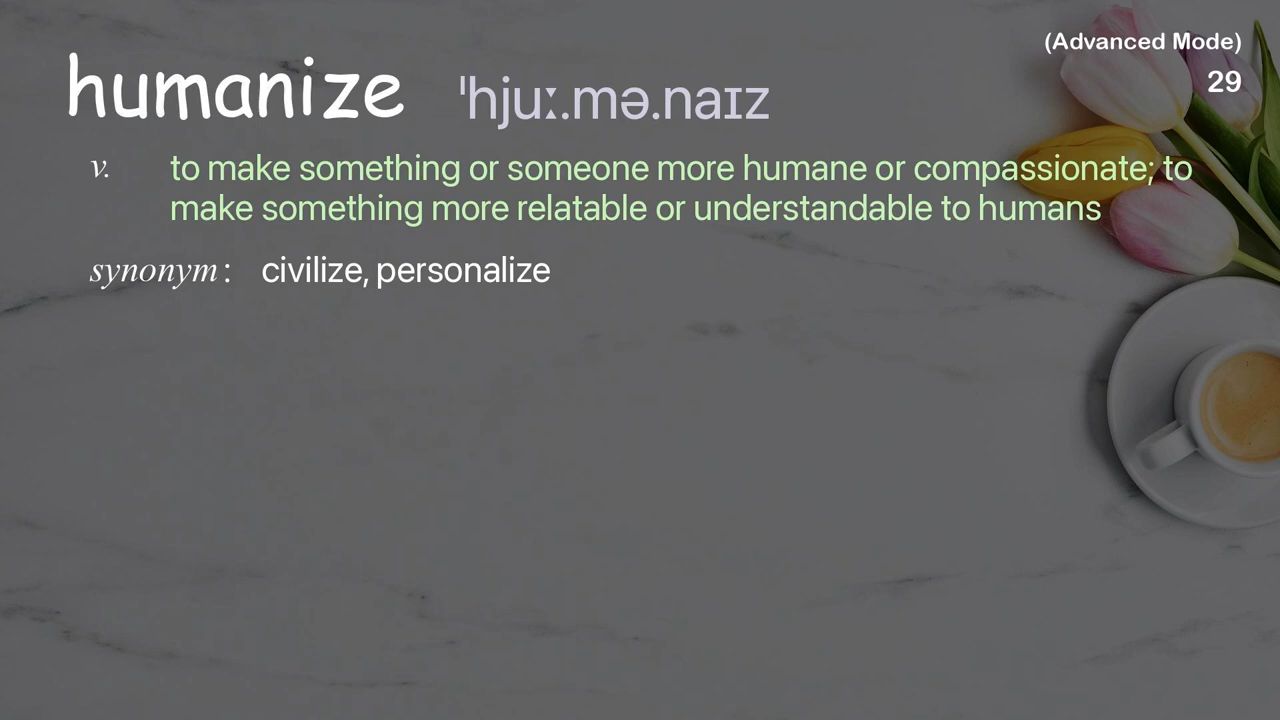 (Advanced Mode)
humanize ˈhjuː.mə.naɪz
29
v. to make something or someone more humane or compassionate; to
make something more relatable or understandable to humans
synonym : civilize, personalize